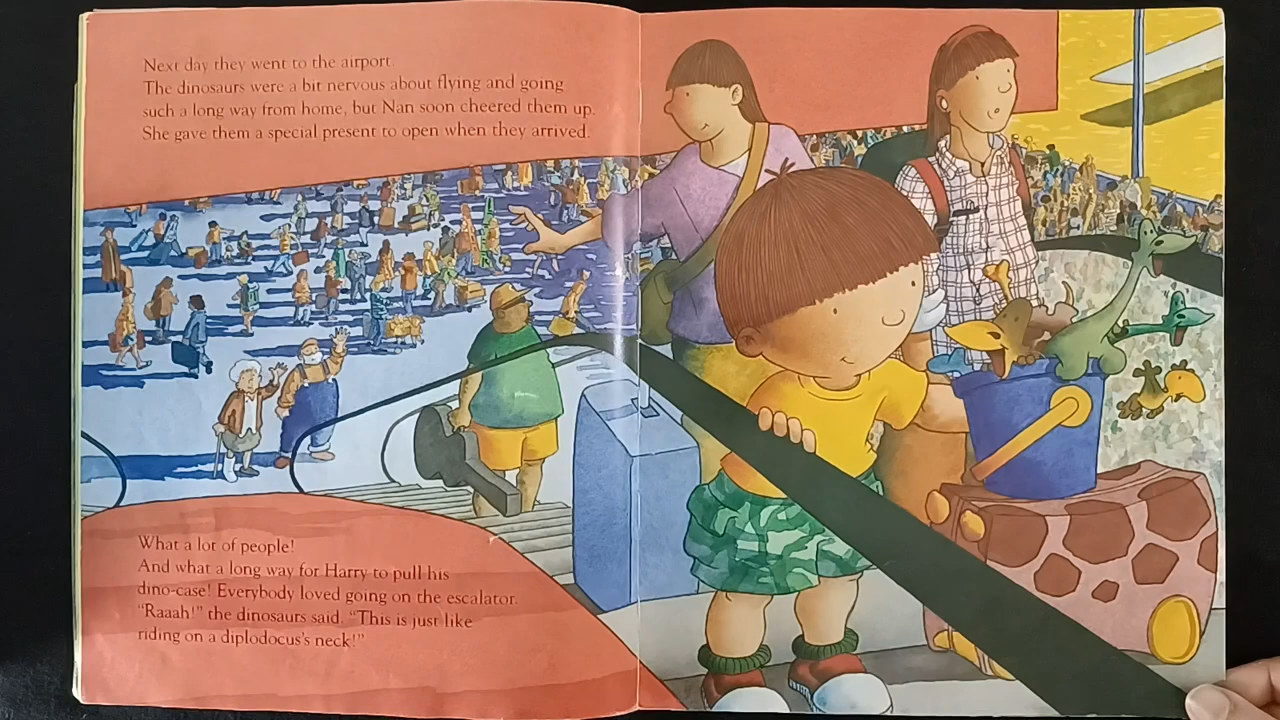 Next day they went to the airport.
The dinosaurs were a bit nervous about flying and going
such a long way from home, but Nan soon cheered them up.
She gave them a special present to open when they arrived.
What a lot of people!
And what a long way for Harry to pull his
dino-case! Everybody loved going on the escalator.
“Raaah!” the dinosaurs said. “This is just like
riding on a diplodocus’s neck!”